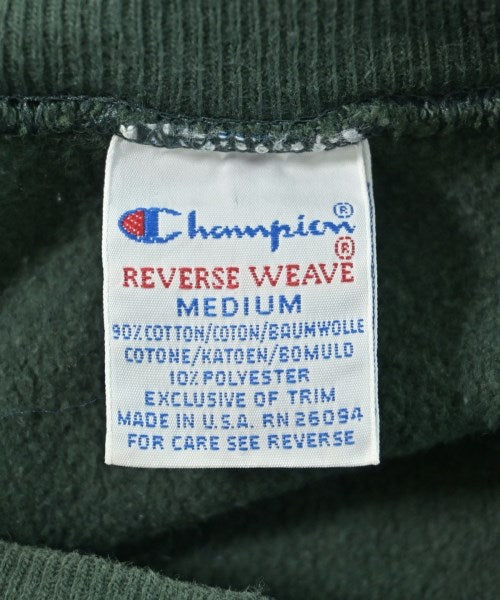 Champion®
®
REVERSE WEAVE
MEDIUM
90% COTTON/COTON/BAUMWOLLE
COTONE/KATOEN/BOMULD
10% POLYESTER
EXCLUSIVE OF TRIM
MADE IN U.S.A. RN 26094
FOR CARE SEE REVERSE